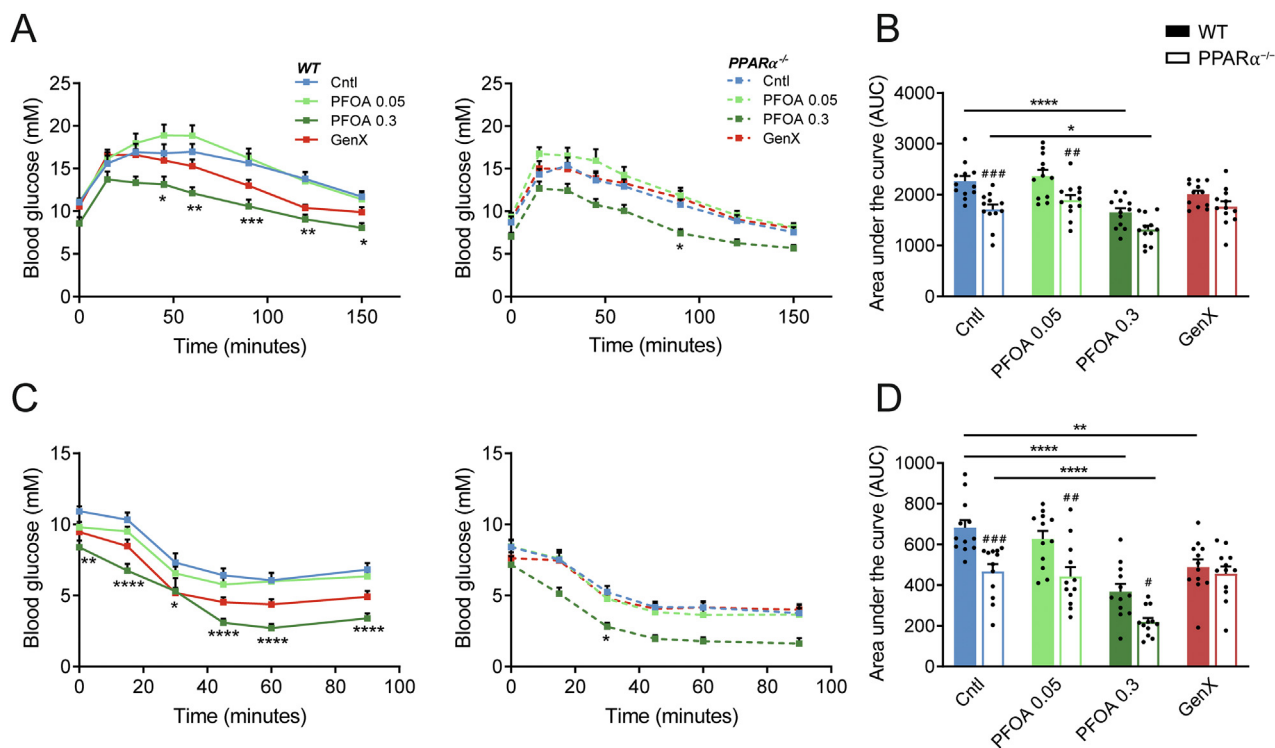 A
WT
Cntl
PFOA 0.05
PFOA 0.3
GenX
Blood glucose (mM)
25
20
15
10
5
0
* ** *** ** *
0 50 100 150
Time (minutes)
PPARα-/-
Cntl
PFOA 0.05
PFOA 0.3
GenX
Blood glucose (mM)
25
20
15
10
5
0
*
0 50 100 150
Time (minutes)
B
WT
PPARα−/−
Area under the curve (AUC)
4000
3000
2000
1000
0
****
*
###
##
Cntl
PFOA 0.05
PFOA 0.3
GenX
C
Blood glucose (mM)
15
10
5
0
** **** * **** **** ****
0 20 40 60 80 100
Time (minutes)
Blood glucose (mM)
15
10
5
0
*
0 20 40 60 80 100
Time (minutes)
D
Area under the curve (AUC)
1000
800
600
400
200
0
**
****
****
###
##
#
Cntl
PFOA 0.05
PFOA 0.3
GenX